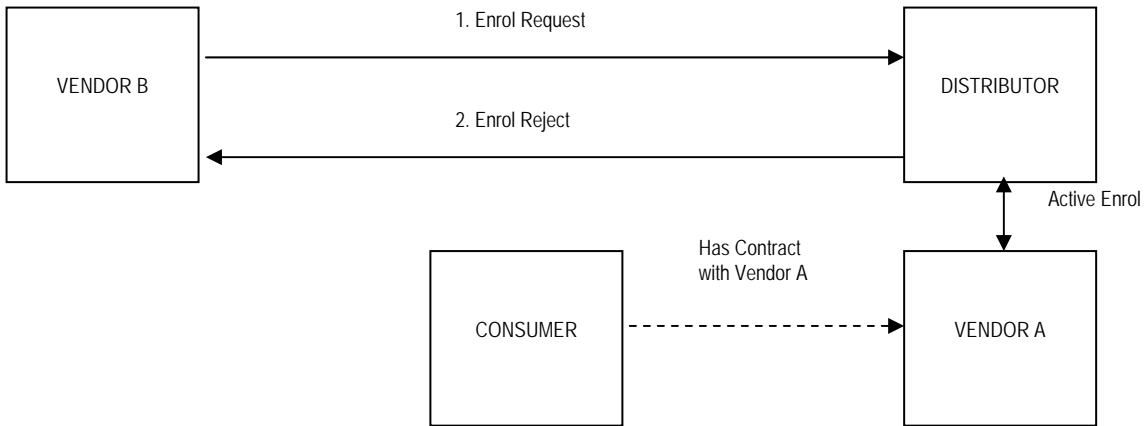 1. Enrol Request
VENDOR B
DISTRIBUTOR
2. Enrol Reject
Active Enrol
Has Contract
with Vendor A
CONSUMER
VENDOR A